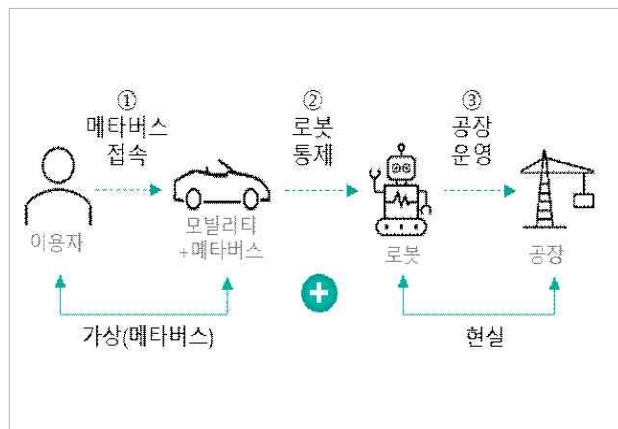 ①
메타버스
접속
②
로봇
통제
③
공장
운영
이용자
모빌리티
+메타버스
로봇
공장
가상(메타버스)
현실